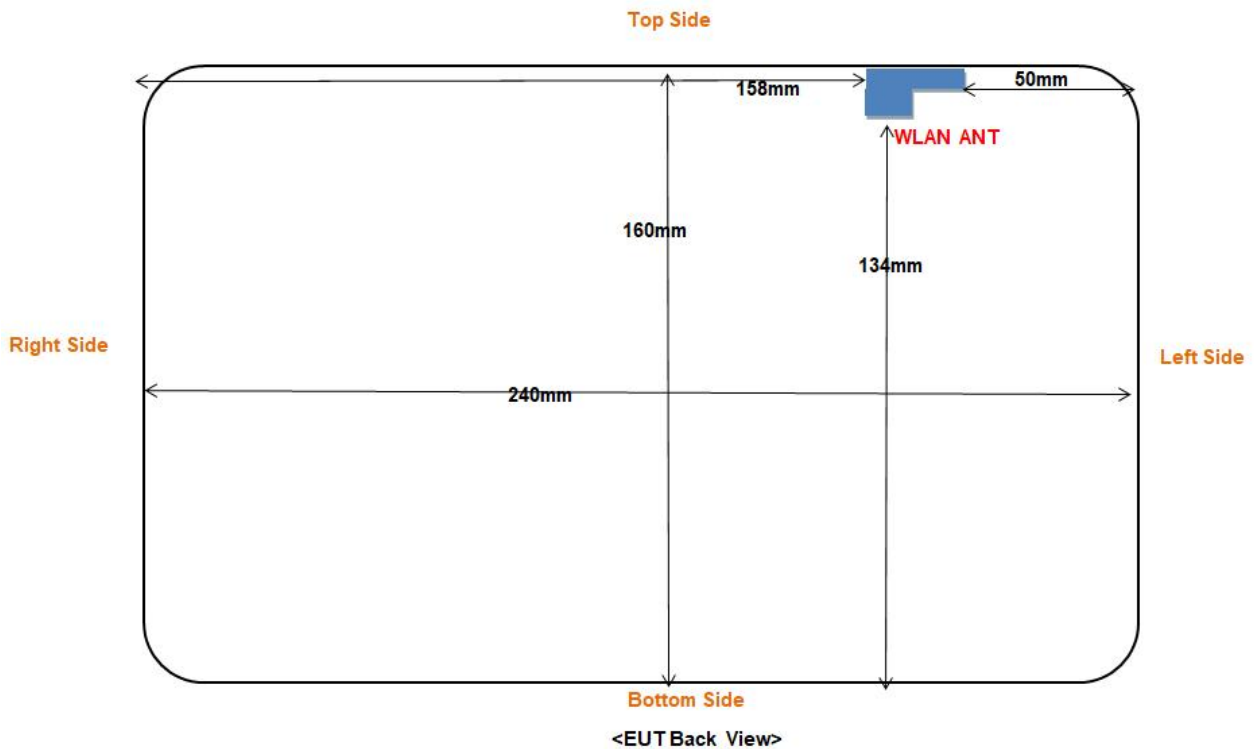 Top Side
158mm
50mm
WLAN ANT
160mm
134mm
Right Side
Left Side
240mm
Bottom Side
<EUT Back View>